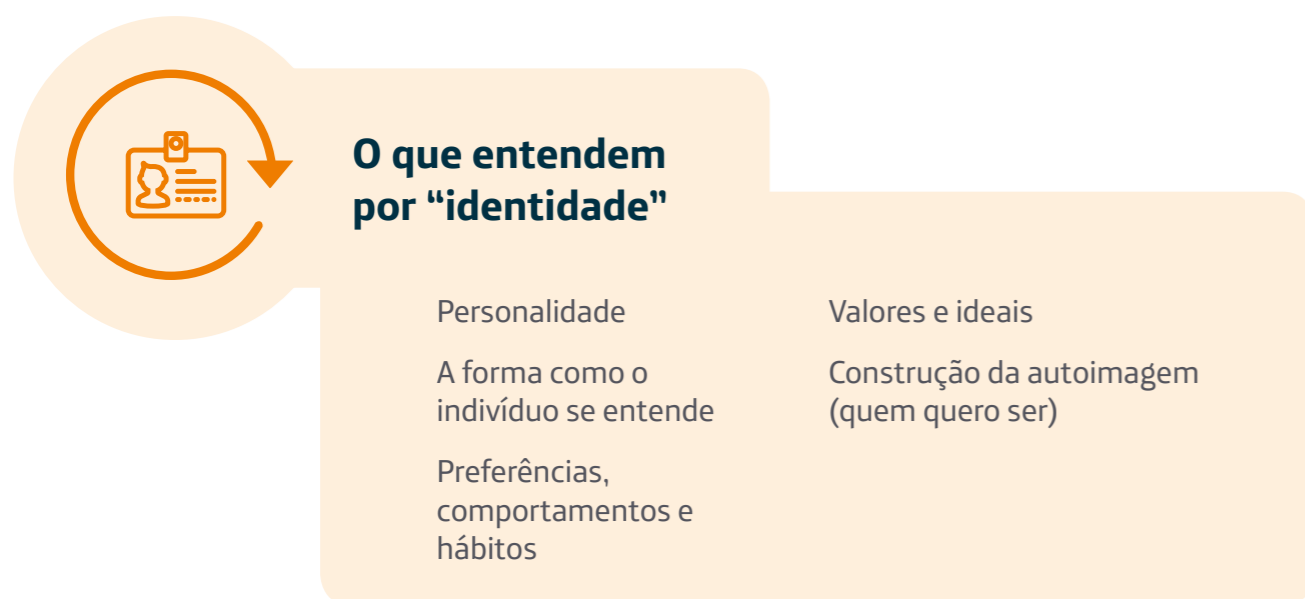 O que entendem
por “identidade”
Personalidade
A forma como o
indivíduo se entende
Preferências,
comportamentos e
hábitos
Valores e ideais
Construção da autoimagem
(quem quero ser)